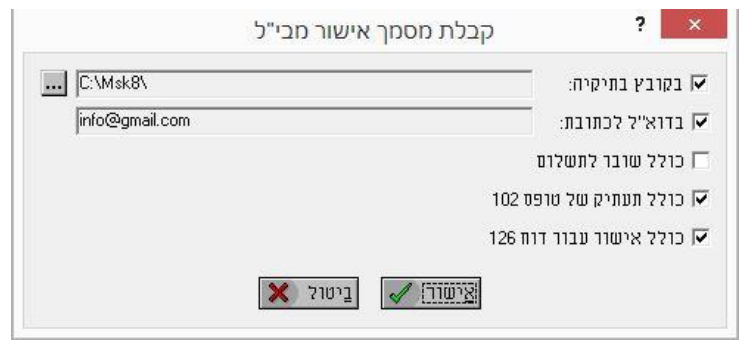 קבלת מסמך אישור מבי"ל ? ×
בקובץ בתיקיה: C:\Msk8\ ...
בדוא"ל לכתובת: info@gmail.com
כולל שובר לתשלום
כולל תעתיק של טופס 102
כולל אישור עבור דוח 126
אישור ביטול